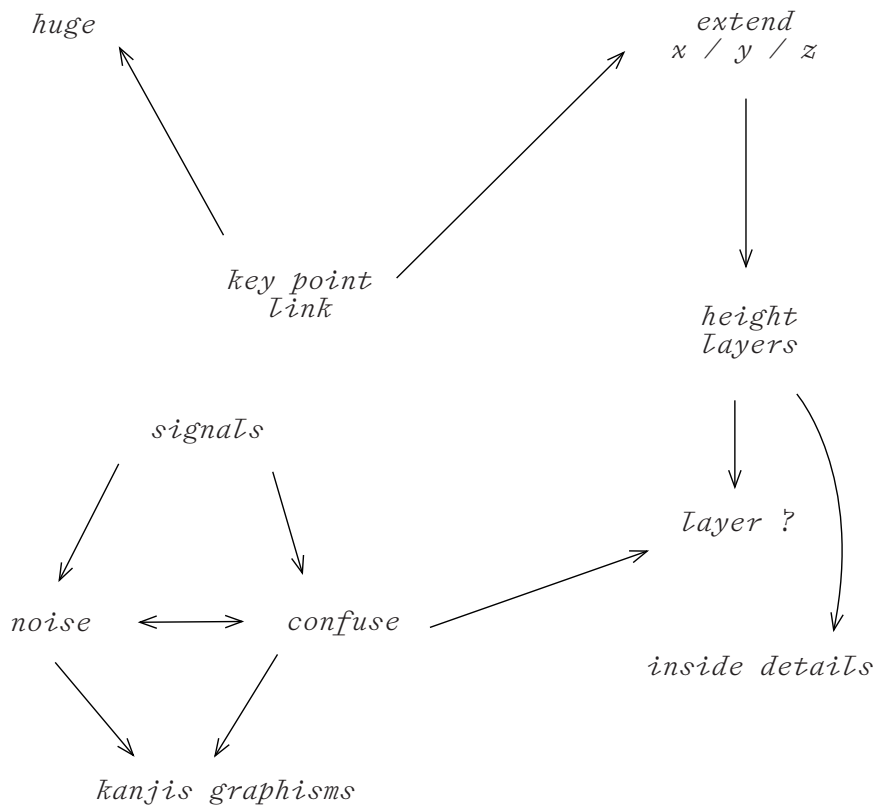 huge
extend
x / y / z
key point
link
height
layers
signals
layer ?
noise
confuse
inside details
kanjis graphisms